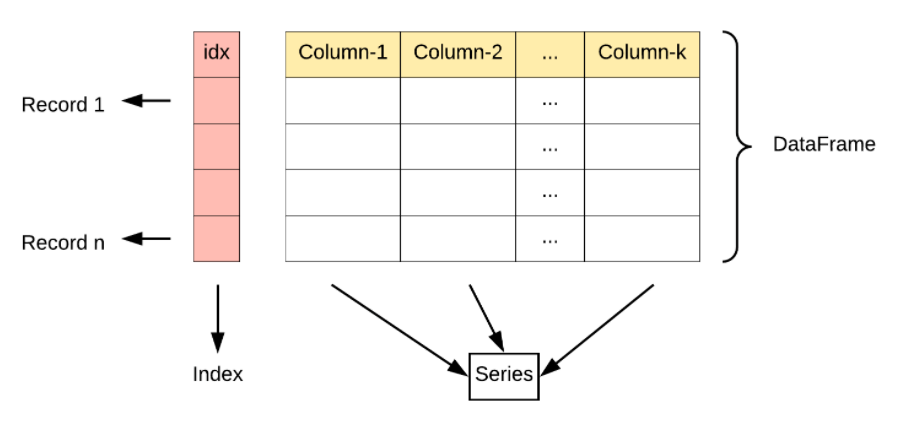 idx Column-1 Column-2 ... Column-k
Record 1 ...
... DataFrame
...
Record n ...
Index Series